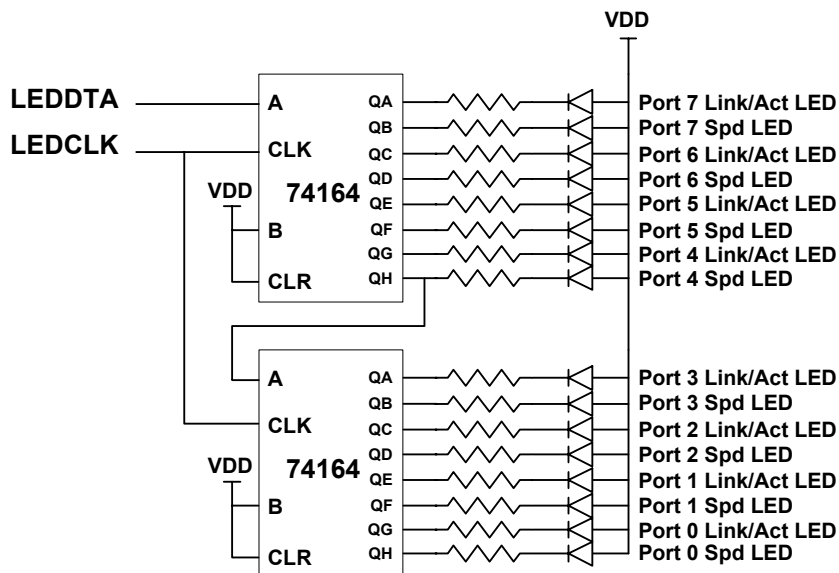 VDD
LEDDTA
A
QA
Port 7 Link/Act LED
QB
Port 7 Spd LED
LEDCLK
CLK
QC
Port 6 Link/Act LED
QD
Port 6 Spd LED
VDD
74164
QE
Port 5 Link/Act LED
B
QF
Port 5 Spd LED
QG
Port 4 Link/Act LED
CLR
QH
Port 4 Spd LED
A
QA
Port 3 Link/Act LED
QB
Port 3 Spd LED
CLK
QC
Port 2 Link/Act LED
QD
Port 2 Spd LED
VDD
74164
QE
Port 1 Link/Act LED
B
QF
Port 1 Spd LED
QG
Port 0 Link/Act LED
CLR
QH
Port 0 Spd LED